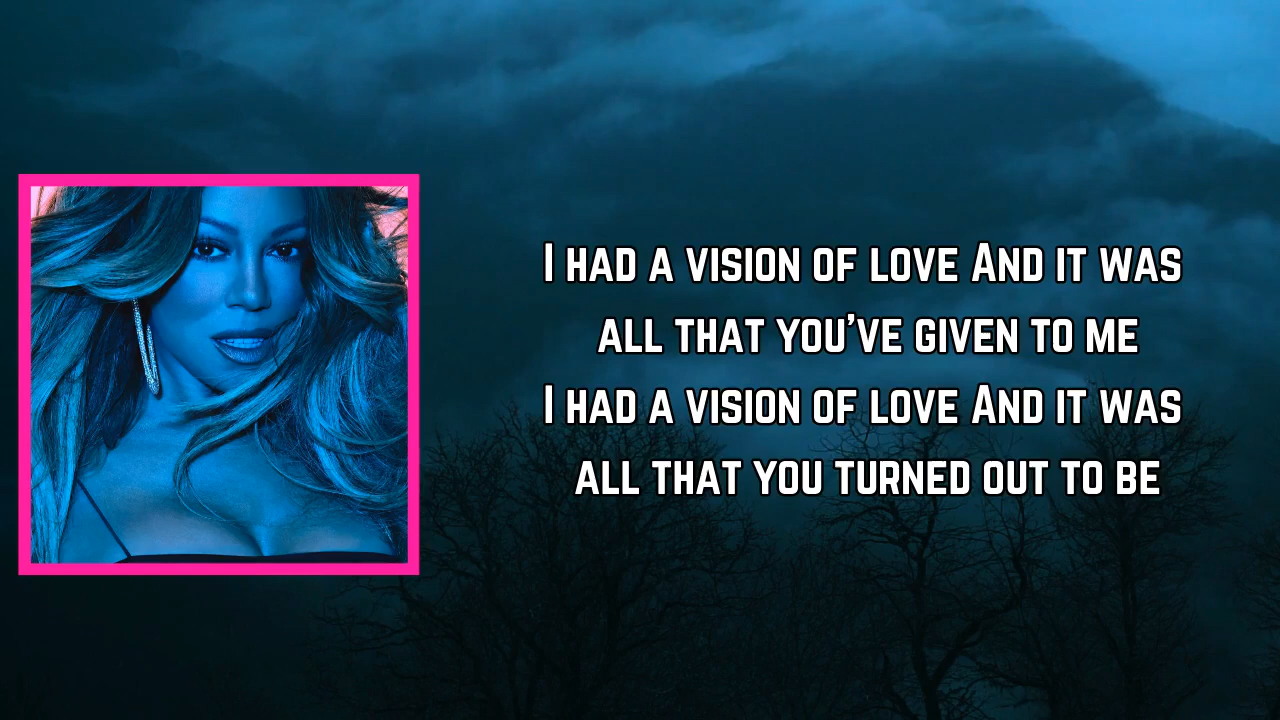 I HAD A VISION OF LOVE AND IT WAS
ALL THAT YOU'VE GIVEN TO ME
I HAD A VISION OF LOVE AND IT WAS
ALL THAT YOU TURNED OUT TO BE